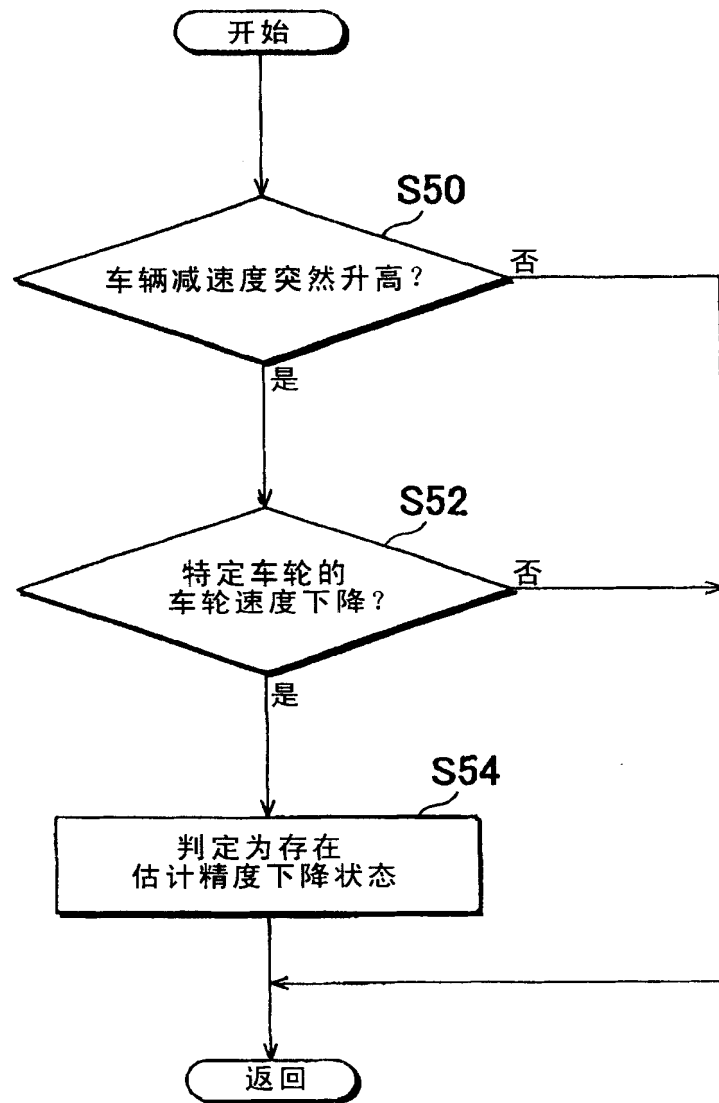 开始
S50
车辆减速度突然升高？
否
是
S52
特定车轮的
车轮速度下降？
否
是
S54
判定为存在
估计精度下降状态
返回